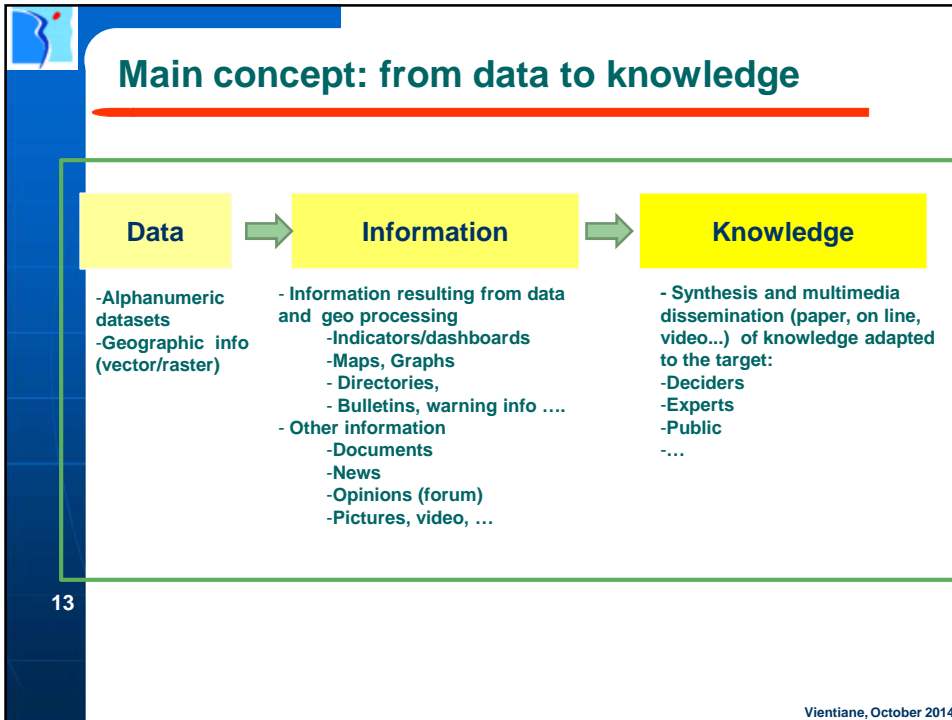 Main concept: from data to knowledge
Data
Information
Knowledge
-Alphanumeric
datasets
-Geographic info
(vector/raster)
- Information resulting from data
and geo processing
-Indicators/dashboards
-Maps, Graphs
- Directories,
- Bulletins, warning info ....
- Other information
-Documents
-News
-Opinions (forum)
-Pictures, video, ...
- Synthesis and multimedia
dissemination (paper, on line,
video...) of knowledge adapted
to the target:
-Deciders
-Experts
-Public
-...
13
Vientiane, October 2014